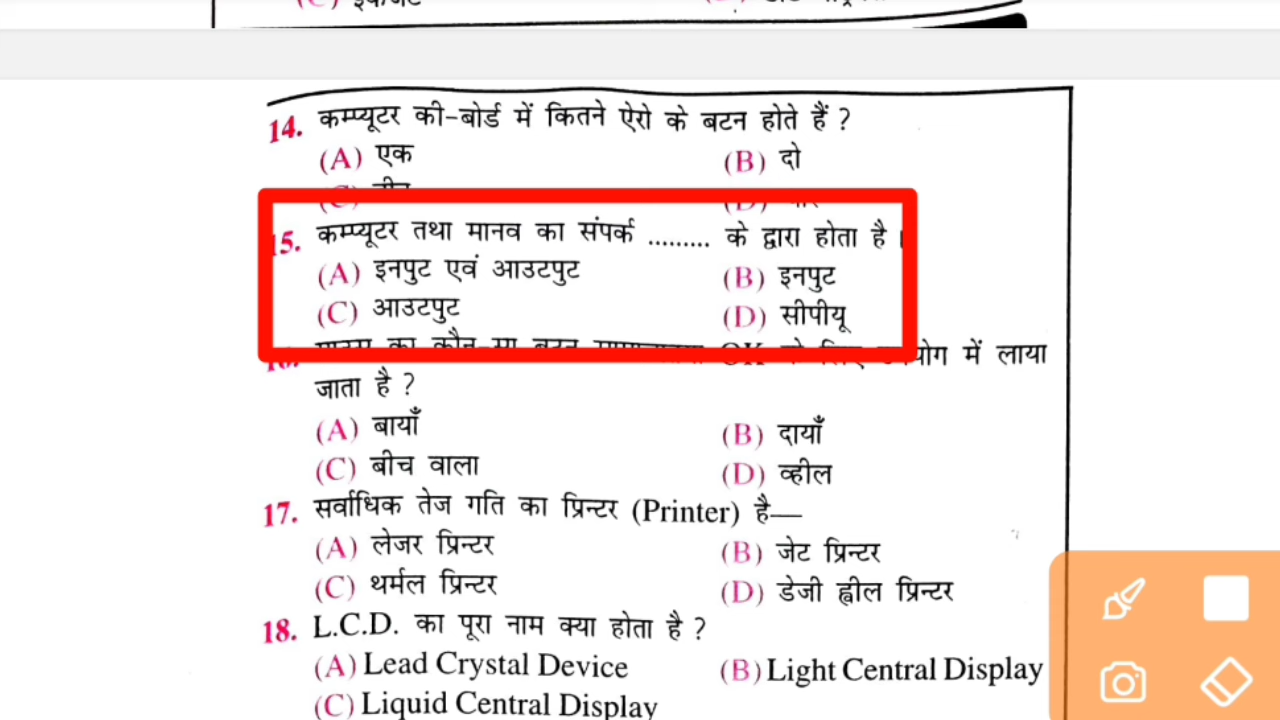 14. कम्प्यूटर की-बोर्ड में कितने ऐरो के बटन होते हैं ?
(A) एक (B) दो
15. कम्प्यूटर तथा मानव का संपर्क ......... के द्वारा होता है ।
(A) इनपुट एवं आउटपुट (B) इनपुट
(C) आउटपुट (D) सीपीयू
में लाया
जाता है ?
(A) बायाँ (B) दायाँ
(C) बीच वाला (D) व्हील
17. सर्वाधिक तेज गति का प्रिन्टर (Printer) है—
(A) लेजर प्रिन्टर (B) जेट प्रिन्टर
(C) थर्मल प्रिन्टर (D) डेजी ह्वील प्रिन्टर
18. L.C.D. का पूरा नाम क्या होता है ?
(A) Lead Crystal Device (B) Light Central Display
(C) Liquid Central Display